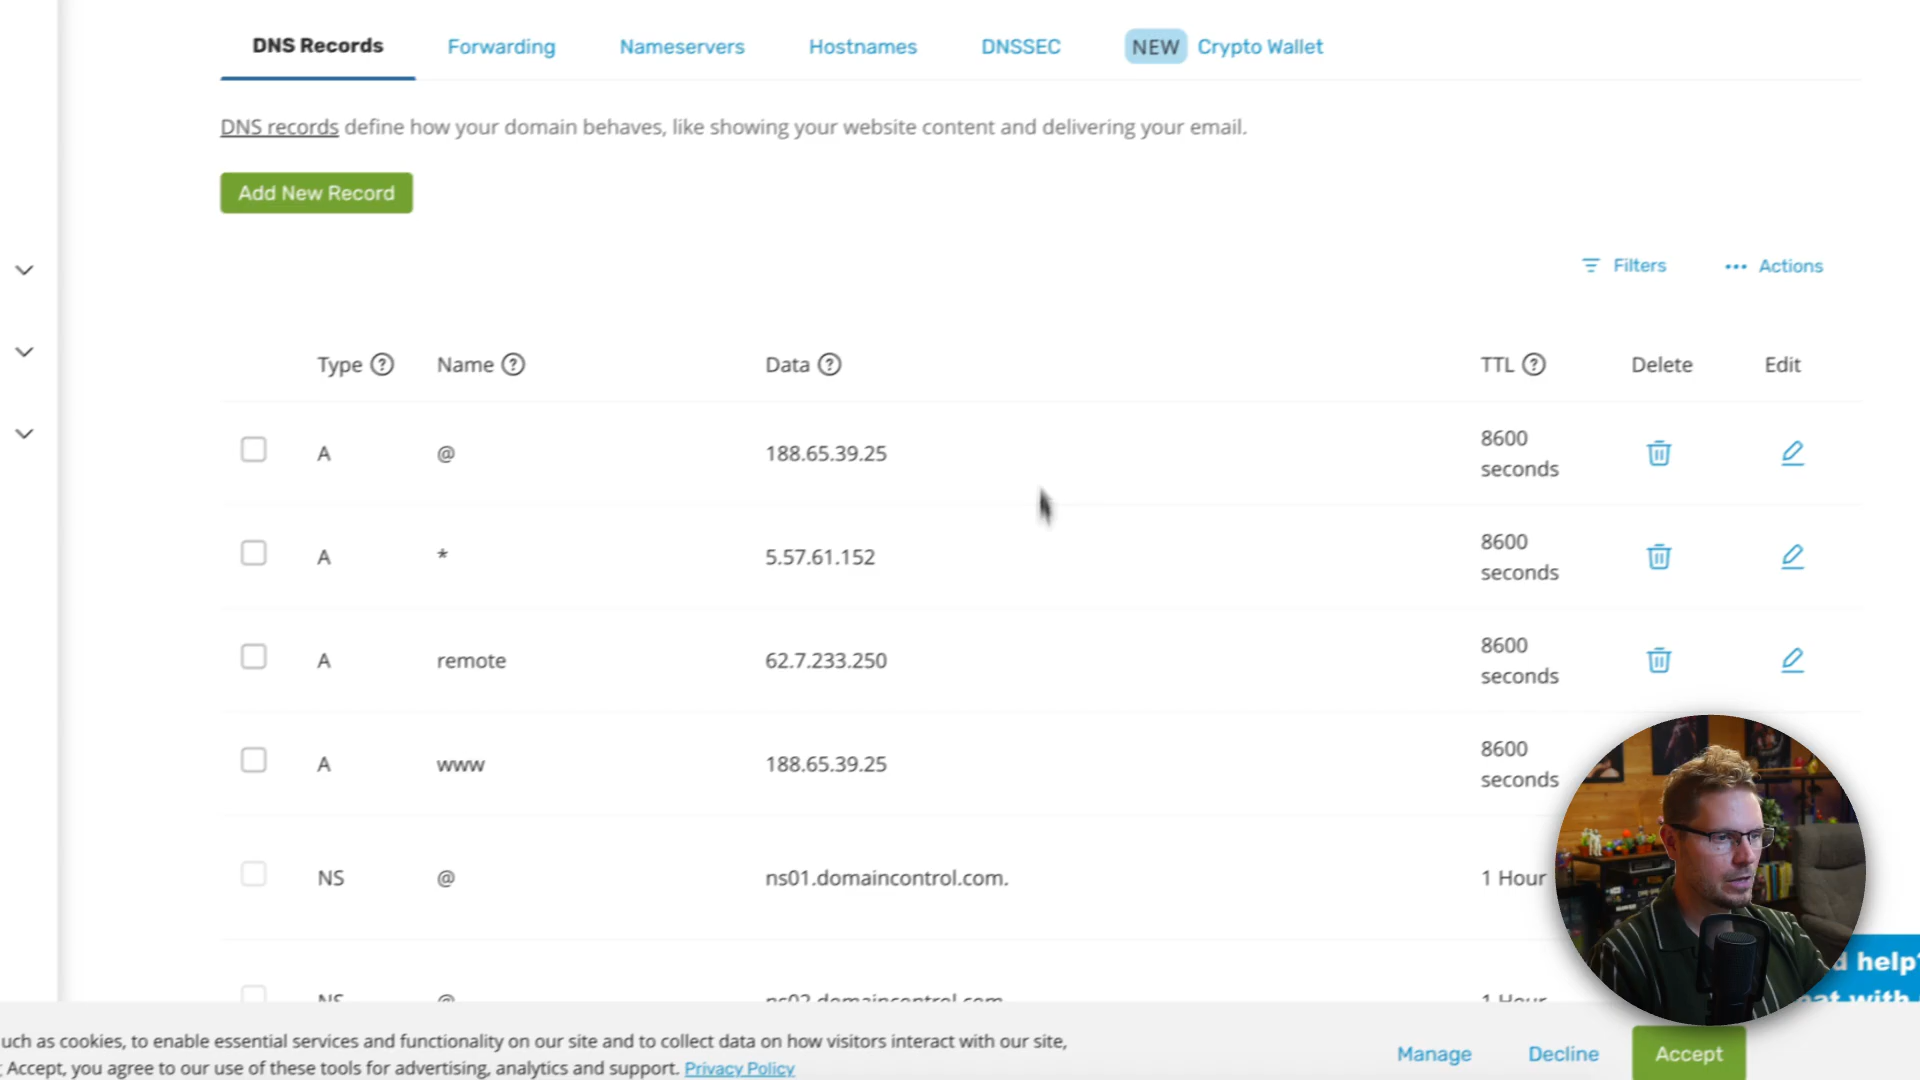 DNS Records Forwarding Nameservers Hostnames DNSSEC NEW Crypto Wallet
DNS records define how your domain behaves, like showing your website content and delivering your email.
Add New Record
Filters Actions
Type Name Data TTL Delete Edit
A @ 188.65.39.25 8600 seconds
A * 5.57.61.152 8600 seconds
A remote 62.7.233.250 8600 seconds
A www 188.65.39.25 8600 seconds
NS @ ns01.domaincontrol.com. 1 Hour
NS @ ns02.domaincontrol.com. 1 Hour
help?
with
uch as cookies, to enable essential services and functionality on our site and to collect data on how visitors interact with our site,
Accept, you agree to our use of these tools for advertising, analytics and support. Privacy Policy
Manage Decline Accept